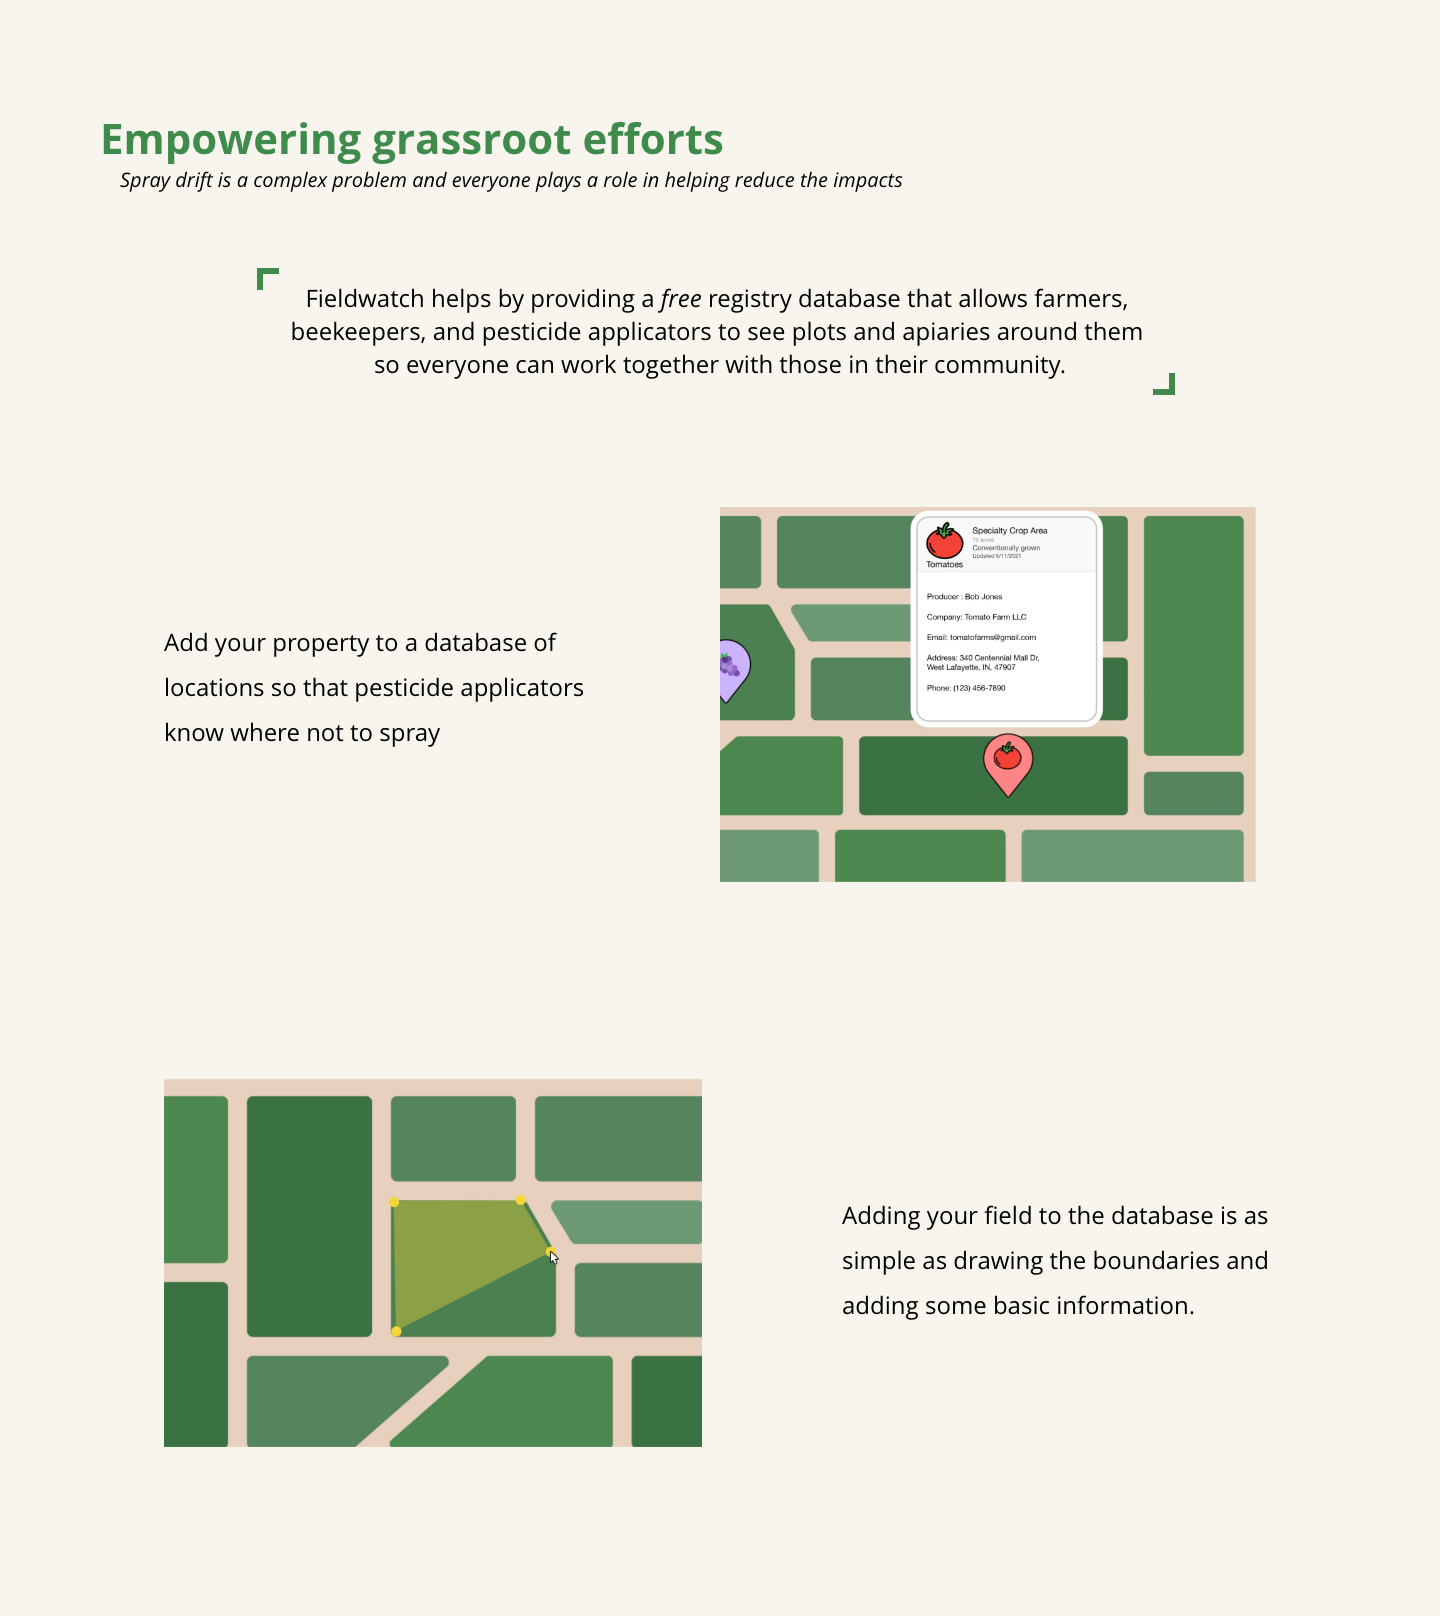 Empowering grassroot efforts
Spray drift is a complex problem and everyone plays a role in helping reduce the impacts
Fieldwatch helps by providing a free registry database that allows farmers,
beekeepers, and pesticide applicators to see plots and apiaries around them
so everyone can work together with those in their community.
Add your property to a database of
locations so that pesticide applicators
know where not to spray
Specialty Crop Area
72 acres
Conventionally grown
Updated 5/11/2021
Tomatoes
Producer : Bob Jones
Company: Tomato Farm LLC
Email: tomatofarms@gmail.com
Address: 340 Centennial Mall Dr,
West Lafayette, IN, 47907
Phone: (123) 456-7890
Adding your field to the database is as
simple as drawing the boundaries and
adding some basic information.